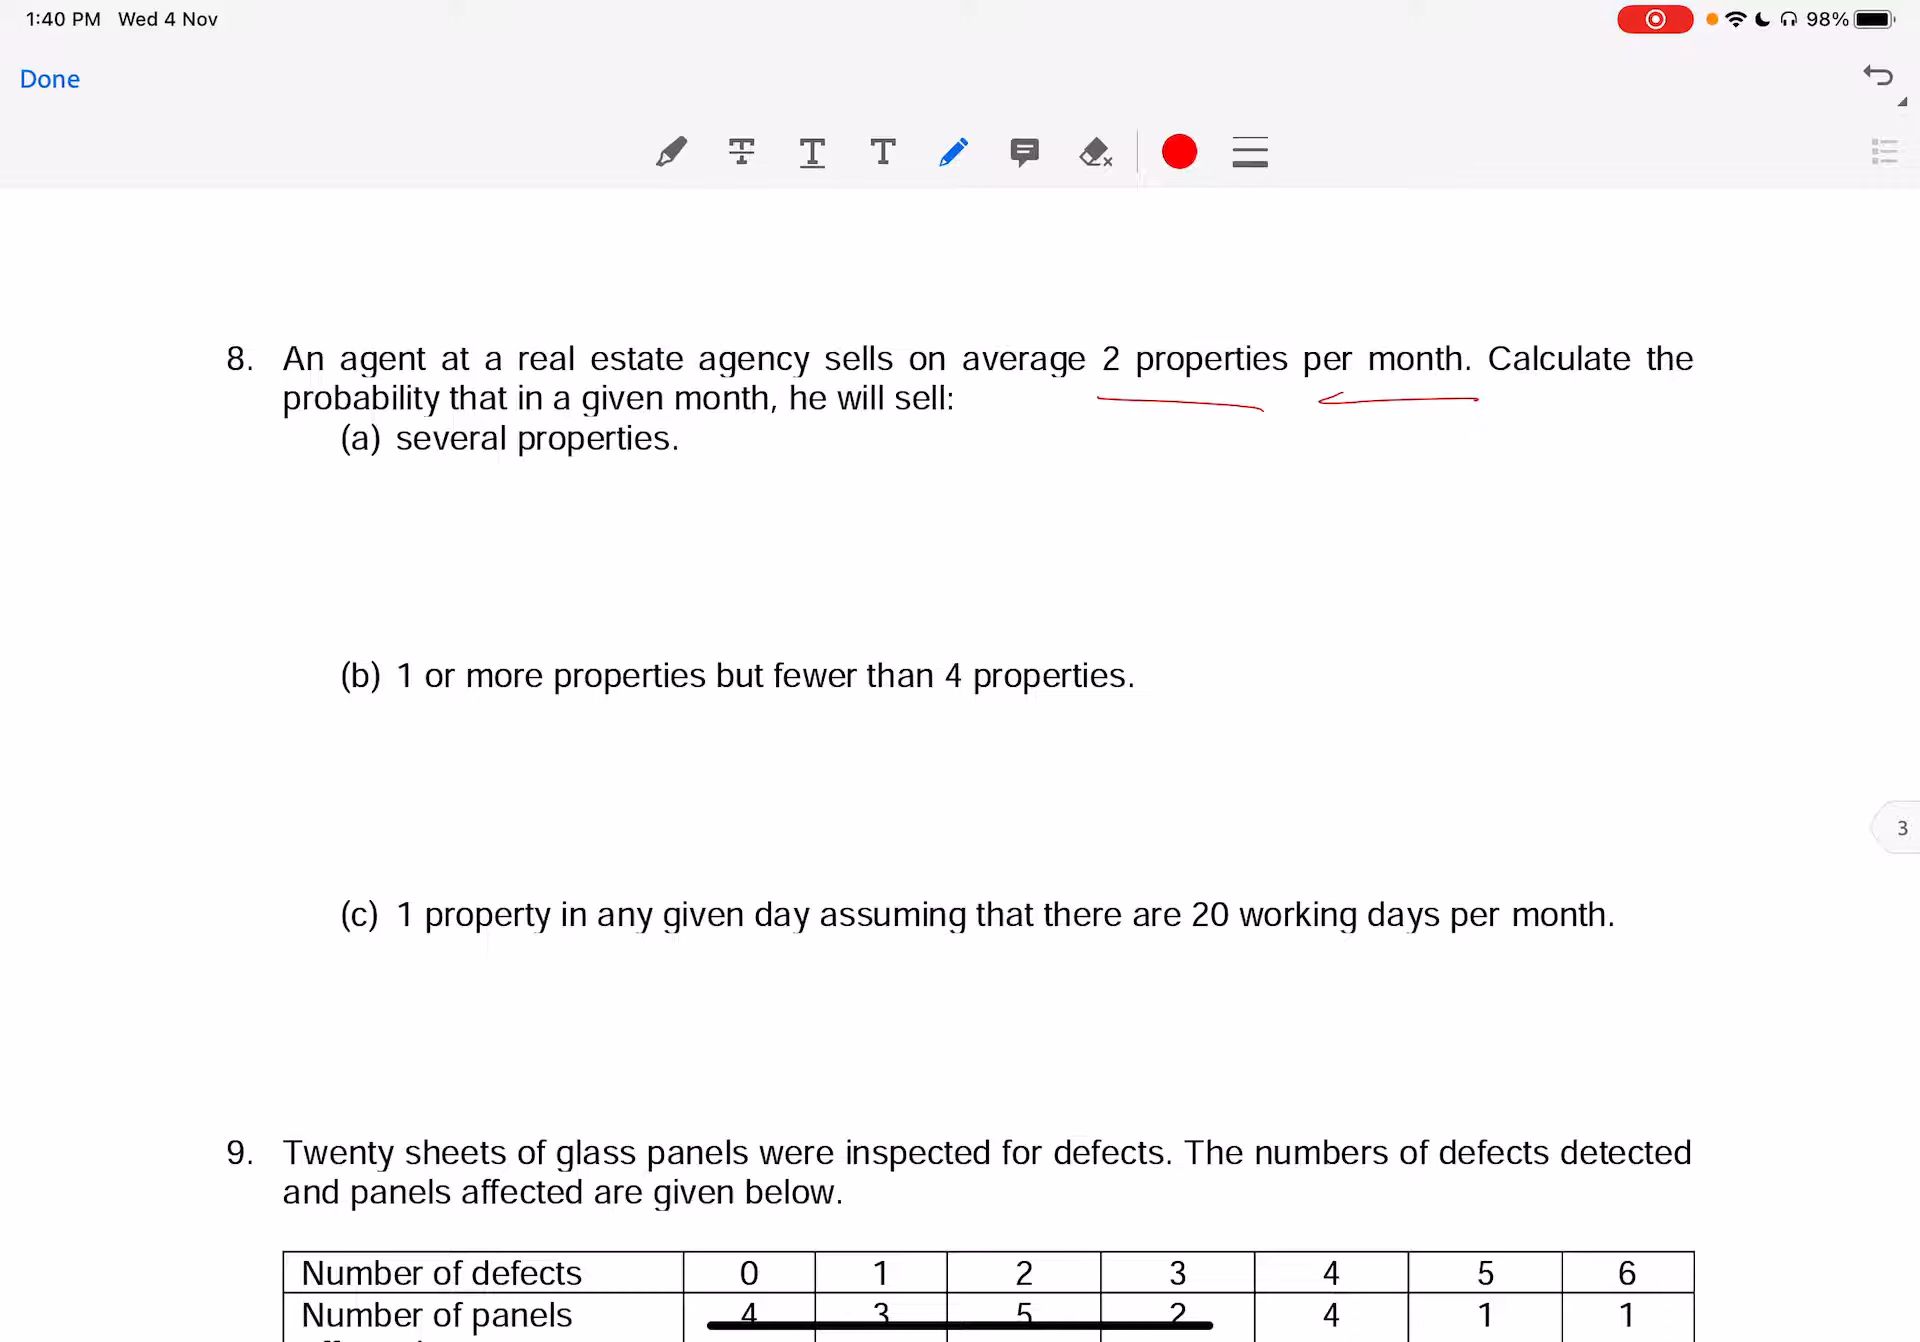 1:40 PM Wed 4 Nov
98%
Done
8. An agent at a real estate agency sells on average 2 properties per month. Calculate the
probability that in a given month, he will sell:
(a) several properties.
(b) 1 or more properties but fewer than 4 properties.
3
(c) 1 property in any given day assuming that there are 20 working days per month.
9. Twenty sheets of glass panels were inspected for defects. The numbers of defects detected
and panels affected are given below.
Number of defects 0 1 2 3 4 5 6
Number of panels 4 3 5 2 4 1 1